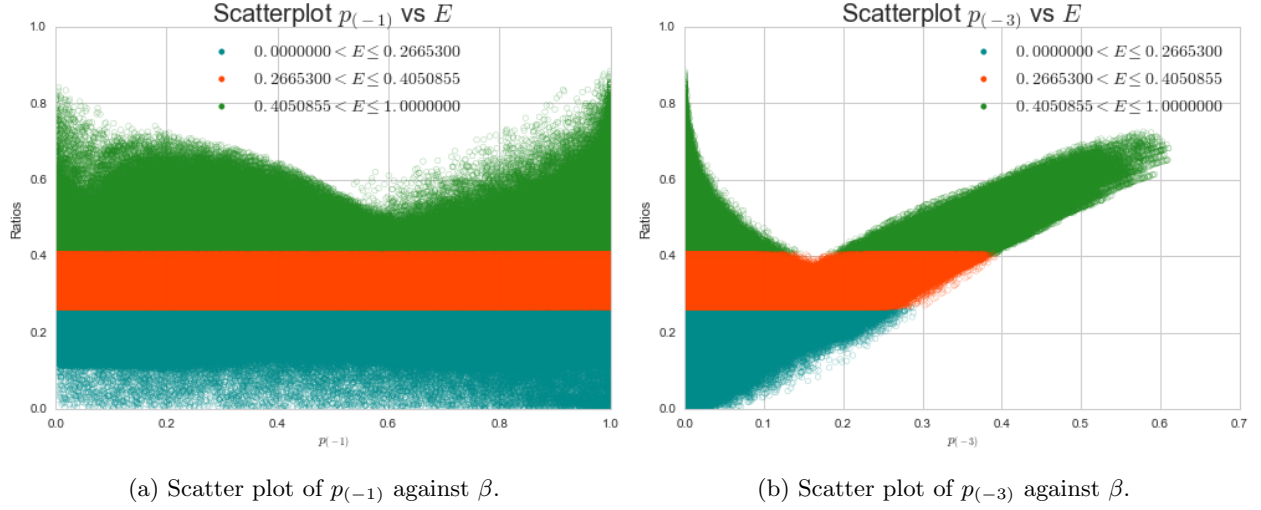 Scatterplot p(−1) vs E
0.0000000 < E ≤ 0.2665300
0.2665300 < E ≤ 0.4050855
0.4050855 < E ≤ 1.0000000
Ratios
1.0
0.8
0.6
0.4
0.2
0.0
0.0 0.2 0.4 0.6 0.8 1.0
p(−1)
(a) Scatter plot of p(−1) against β.
Scatterplot p(−3) vs E
0.0000000 < E ≤ 0.2665300
0.2665300 < E ≤ 0.4050855
0.4050855 < E ≤ 1.0000000
Ratios
1.0
0.8
0.6
0.4
0.2
0.0
0.0 0.1 0.2 0.3 0.4 0.5 0.6 0.7
p(−3)
(b) Scatter plot of p(−3) against β.